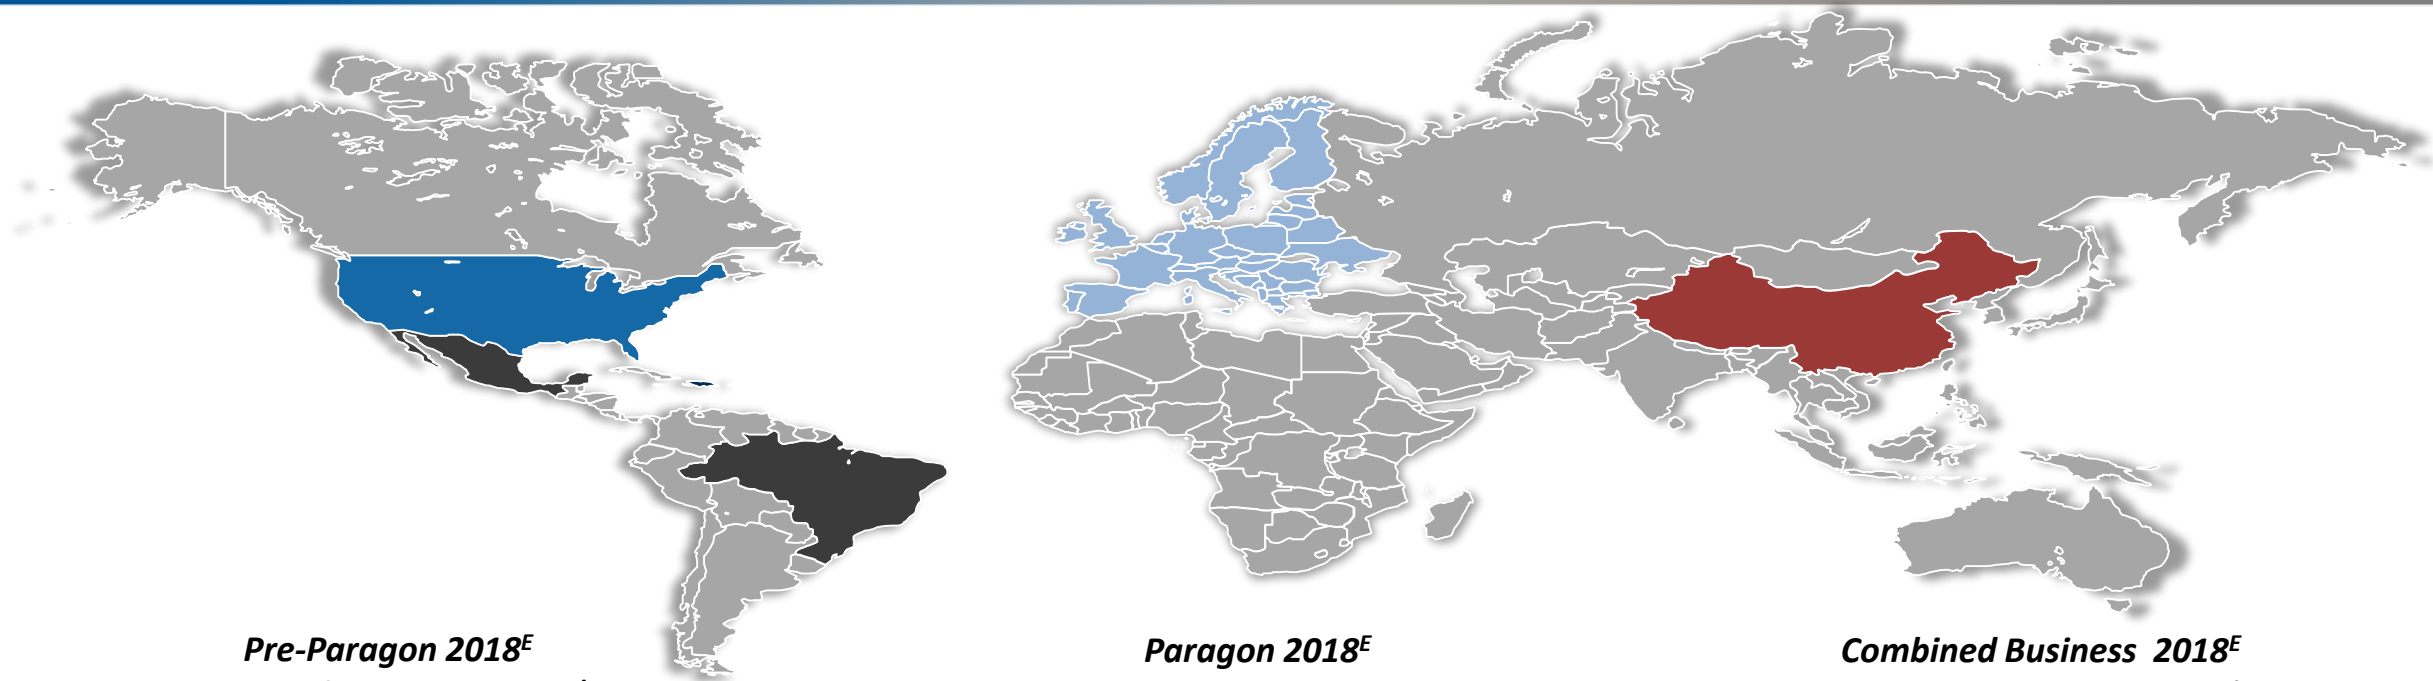 Pre-Paragon 2018ᴱ
Paragon 2018ᴱ
Combined Business 2018ᴱ